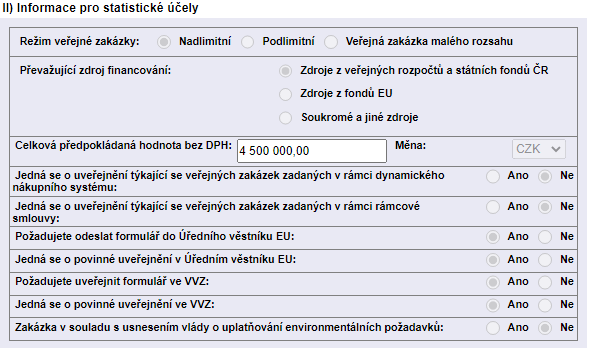 II) Informace pro statistické účely
Režim veřejné zakázky: Nadlimitní Podlimitní Veřejná zakázka malého rozsahu
Převažující zdroj financování: Zdroje z veřejných rozpočtů a státních fondů ČR
Zdroje z fondů EU
Soukromé a jiné zdroje
Celková předpokládaná hodnota bez DPH: 4 500 000,00 Měna: CZK
Jedná se o uveřejnění týkající se veřejných zakázek zadaných v rámci dynamického Ano Ne
nákupního systému:
Jedná se o uveřejnění týkající se veřejných zakázek zadaných v rámci rámcové Ano Ne
smlouvy:
Požadujete odeslat formulář do Úředního věstníku EU: Ano Ne
Jedná se o povinné uveřejnění v Úředním věstníku EU: Ano Ne
Požadujete uveřejnit formulář ve VVZ: Ano Ne
Jedná se o povinné uveřejnění ve VVZ: Ano Ne
Zakázka v souladu s usnesením vlády o uplatňování environmentálních požadavků: Ano Ne